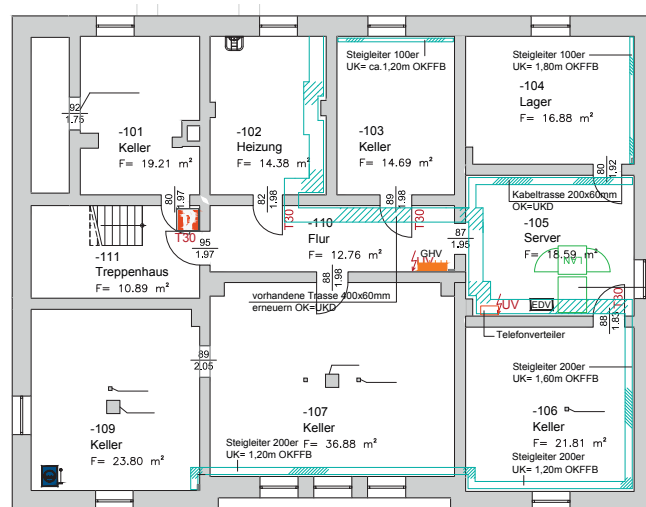 Steigleiter 100er
UK= ca.1,20m OKFFB
Steigleiter 100er
UK= 1,80m OKFFB
-104
Lager
F= 16.88 m²
92
1.75
-101
Keller
F= 19.21 m²
-102
Heizung
F= 14.38 m²
-103
Keller
F= 14.69 m²
80
1.97
82
1.98
89
1.98
80
1.92
Kabeltrasse 200x60mm
OK=UKD
T30
T30
T30
-110
Flur
F= 12.76 m²
87
1.95
-105
Server
F= 18.59 m²
95
1.97
-111
Treppenhaus
F= 10.89 m²
GHV
UV
LAN
88
1.98
vorhandene Trasse 400x60mm
erneuern OK=UKD
UV
EDV
T30
88
1.83
Telefonverteiler
89
2.05
Steigleiter 200er
UK= 1,60m OKFFB
-109
Keller
F= 23.80 m²
-107
Keller
F= 36.88 m²
-106
Keller
F= 21.81 m²
Steigleiter 200er
UK= 1,20m OKFFB
Steigleiter 200er
UK= 1,20m OKFFB